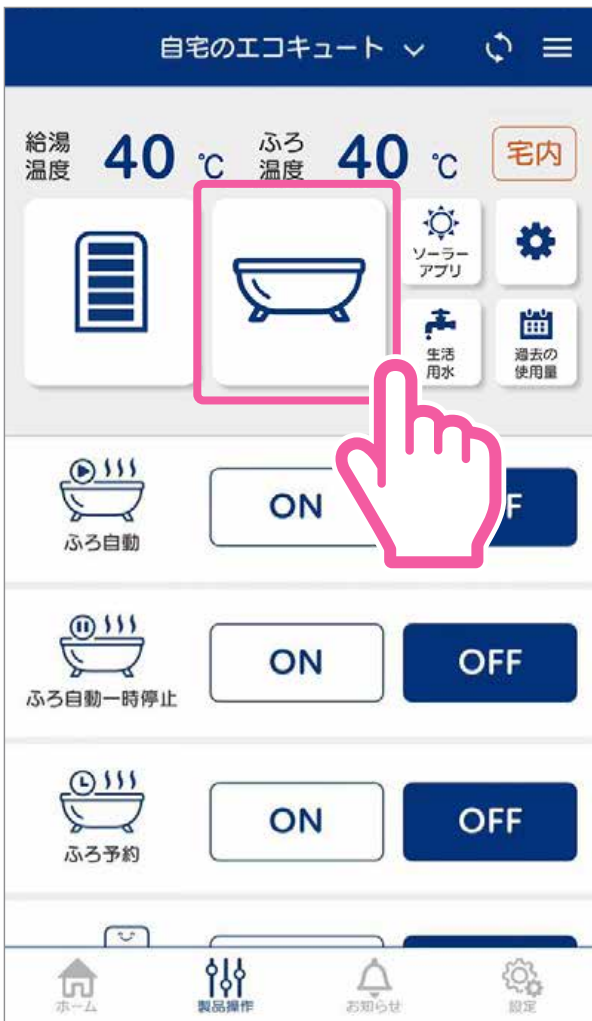 自宅のエコキュート
給湯
温度
40
℃
ふろ
温度
40
℃
宅内
ソーラー
アプリ
生活
用水
過去の
使用量
ふろ自動
ON
F
ふろ自動一時停止
ON
OFF
ふろ予約
ON
OFF
ホーム
製品操作
お知らせ
設定